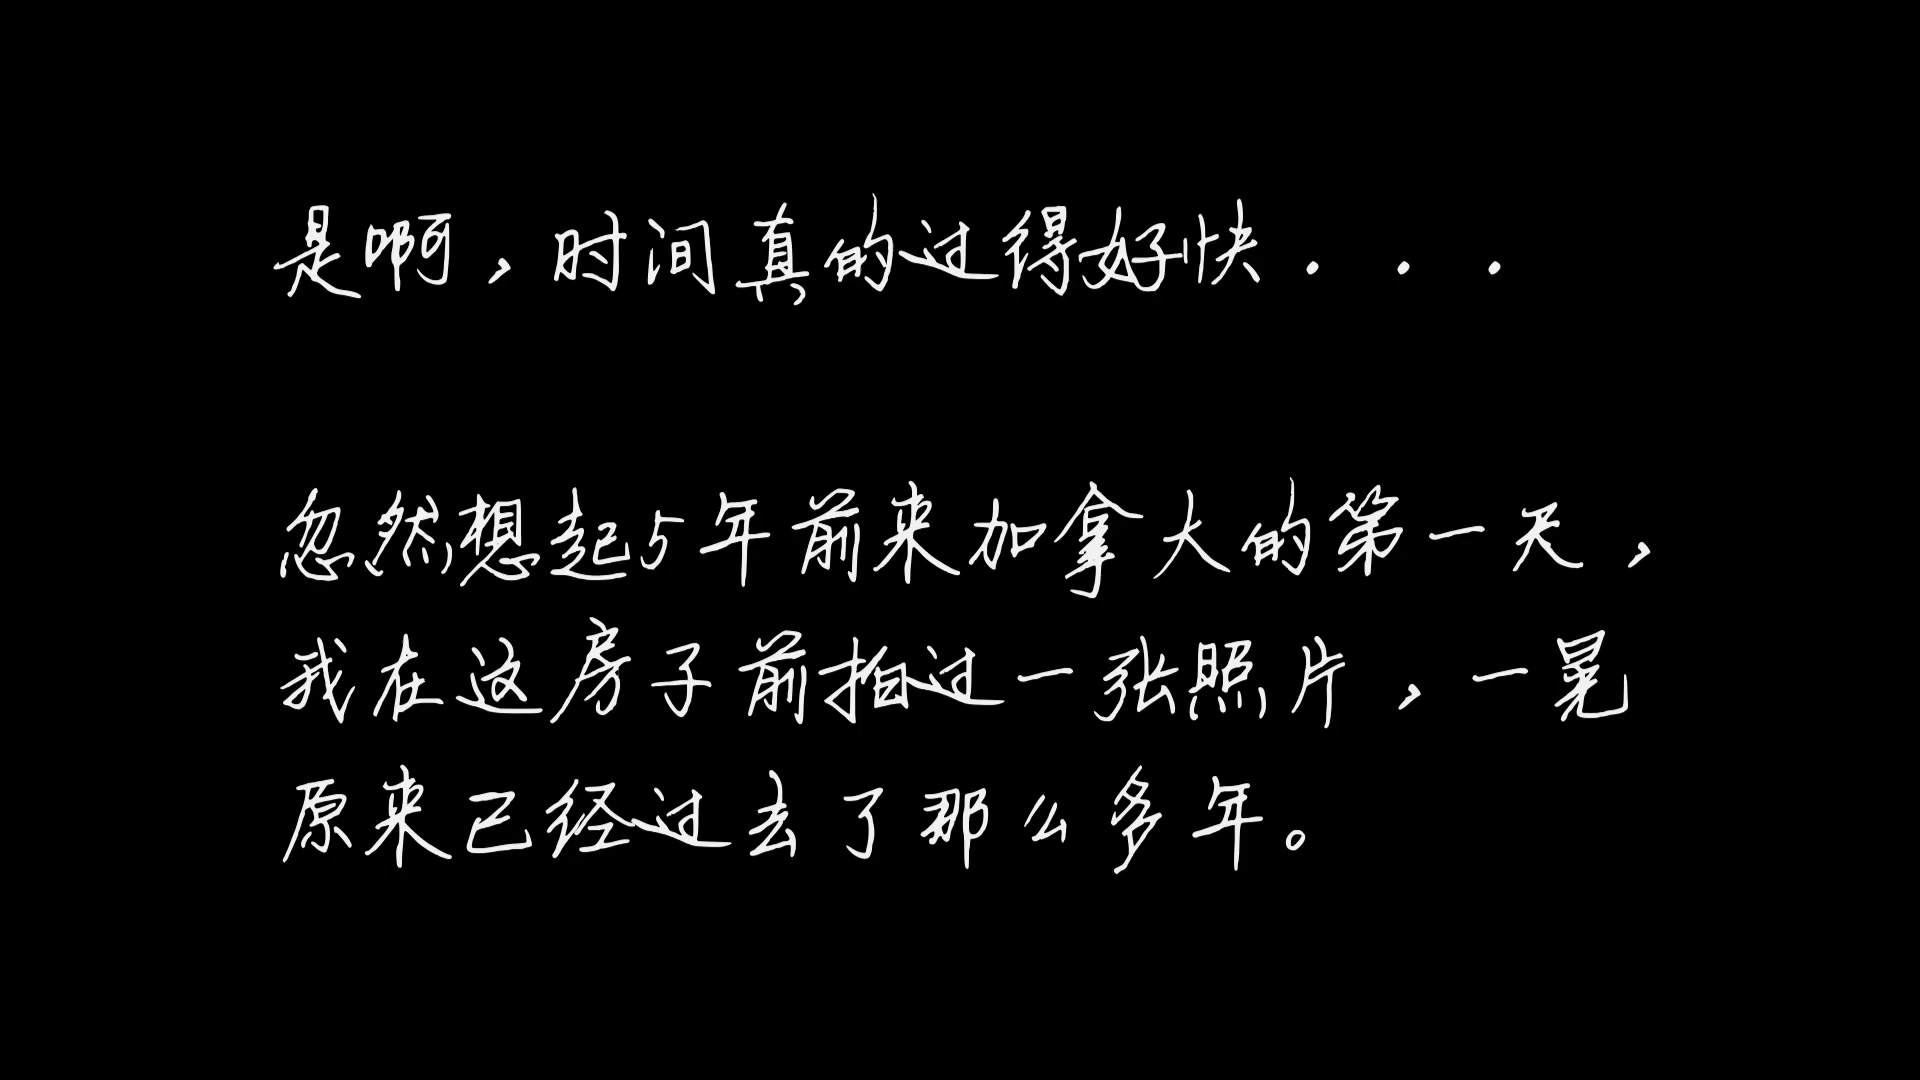 是啊，时间真的过得好快...
忽然想起5年前来加拿大的第一天，
我在这房子前拍过一张照片，一晃
原来已经过去了那么多年。